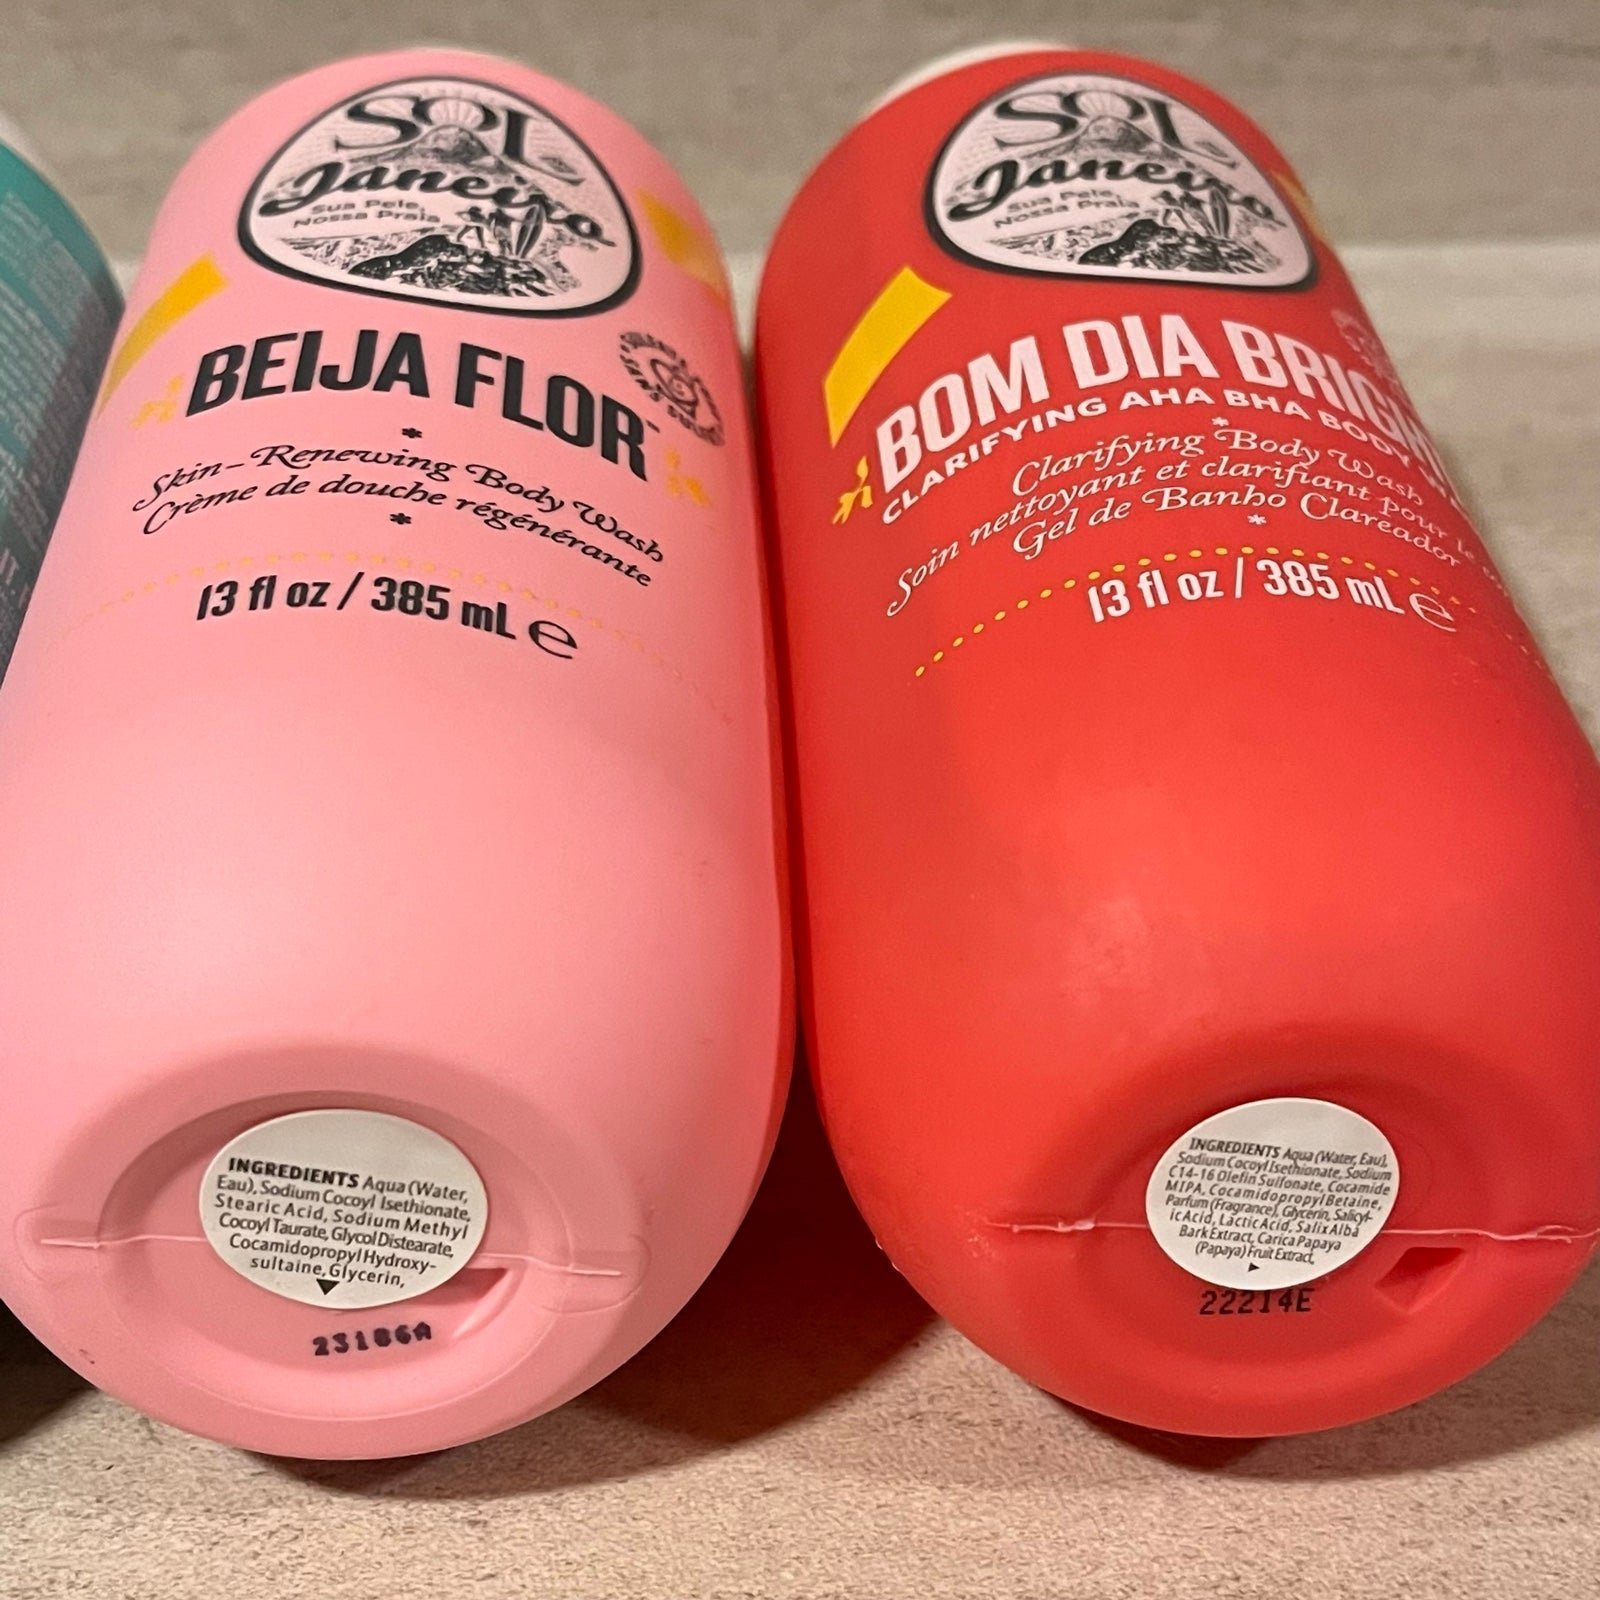 SOL
Janeiro
Sua Pele,
Nossa Praia
BEIJA FLOR™
*
Skin-Renewing Body Wash
Crème de douche régénérante
*
13 fl oz / 385 mL e
INGREDIENTS Aqua (Water,
Eau), Sodium Cocoyl Isethionate,
Stearic Acid, Sodium Methyl
Cocoyl Taurate, Glycol Distearate,
Cocamidopropyl Hydroxy-
sultaine, Glycerin,
23186A
SOL
Janeiro
Sua Pele,
Nossa Praia
BOM DIA
CLARIFYING AHA BHA BODY
*
Clarifying Body Wash
Soin nettoyant et clarifiant pour le
Gel de Banho Clareador
*
13 fl oz / 385 mL e
INGREDIENTS Aqua (Water, Eau),
Sodium Cocoyl Isethionate, Sodium
C14-16 Olefin Sulfonate, Cocamide
MIPA, Cocamidopropyl Betaine,
Parfum (Fragrance), Glycerin, Salicyl-
ic Acid, Lactic Acid, Salix Alba
Bark Extract, Carica Papaya
(Papaya) Fruit Extract,
22214E